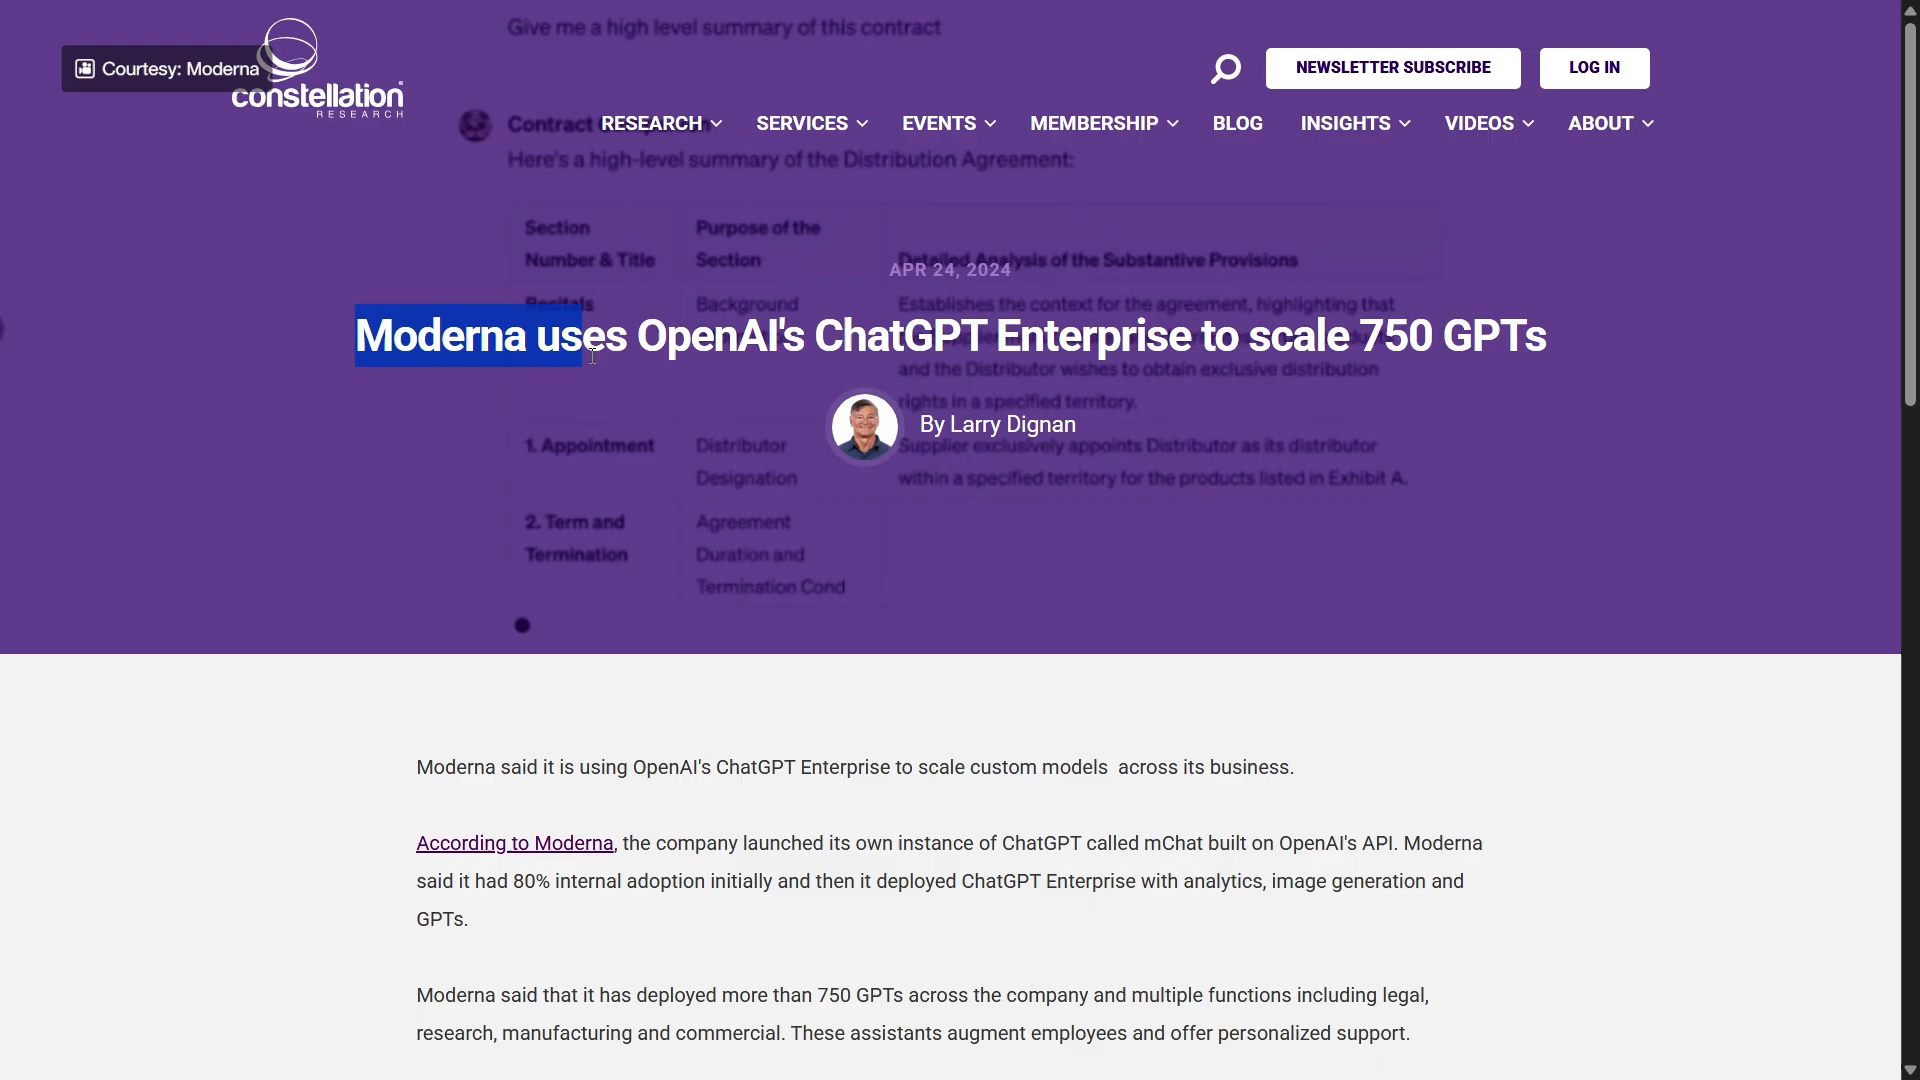 Give me a high level summary of this contract
Courtesy: Moderna
constellation
RESEARCH
NEWSLETTER SUBSCRIBE
LOG IN
RESEARCH
SERVICES
EVENTS
MEMBERSHIP
BLOG
INSIGHTS
VIDEOS
ABOUT
Contract
Here's a high-level summary of the Distribution Agreement:
Section Number & Title
Purpose of the Section
Detailed Analysis of the Substantive Provisions
APR 24, 2024
Recitals
Background
Establishes the context for the agreement, highlighting that
Moderna uses OpenAI's ChatGPT Enterprise to scale 750 GPTs
and the Distributor wishes to obtain exclusive distribution
rights in a specified territory.
By Larry Dignan
1. Appointment
Distributor
Designation
Supplier exclusively appoints Distributor as its distributor
within a specified territory for the products listed in Exhibit A.
2. Term and
Termination
Agreement
Duration and
Termination Cond
Moderna said it is using OpenAI's ChatGPT Enterprise to scale custom models across its business.
According to Moderna, the company launched its own instance of ChatGPT called mChat built on OpenAI's API. Moderna
said it had 80% internal adoption initially and then it deployed ChatGPT Enterprise with analytics, image generation and
GPTs.
Moderna said that it has deployed more than 750 GPTs across the company and multiple functions including legal,
research, manufacturing and commercial. These assistants augment employees and offer personalized support.